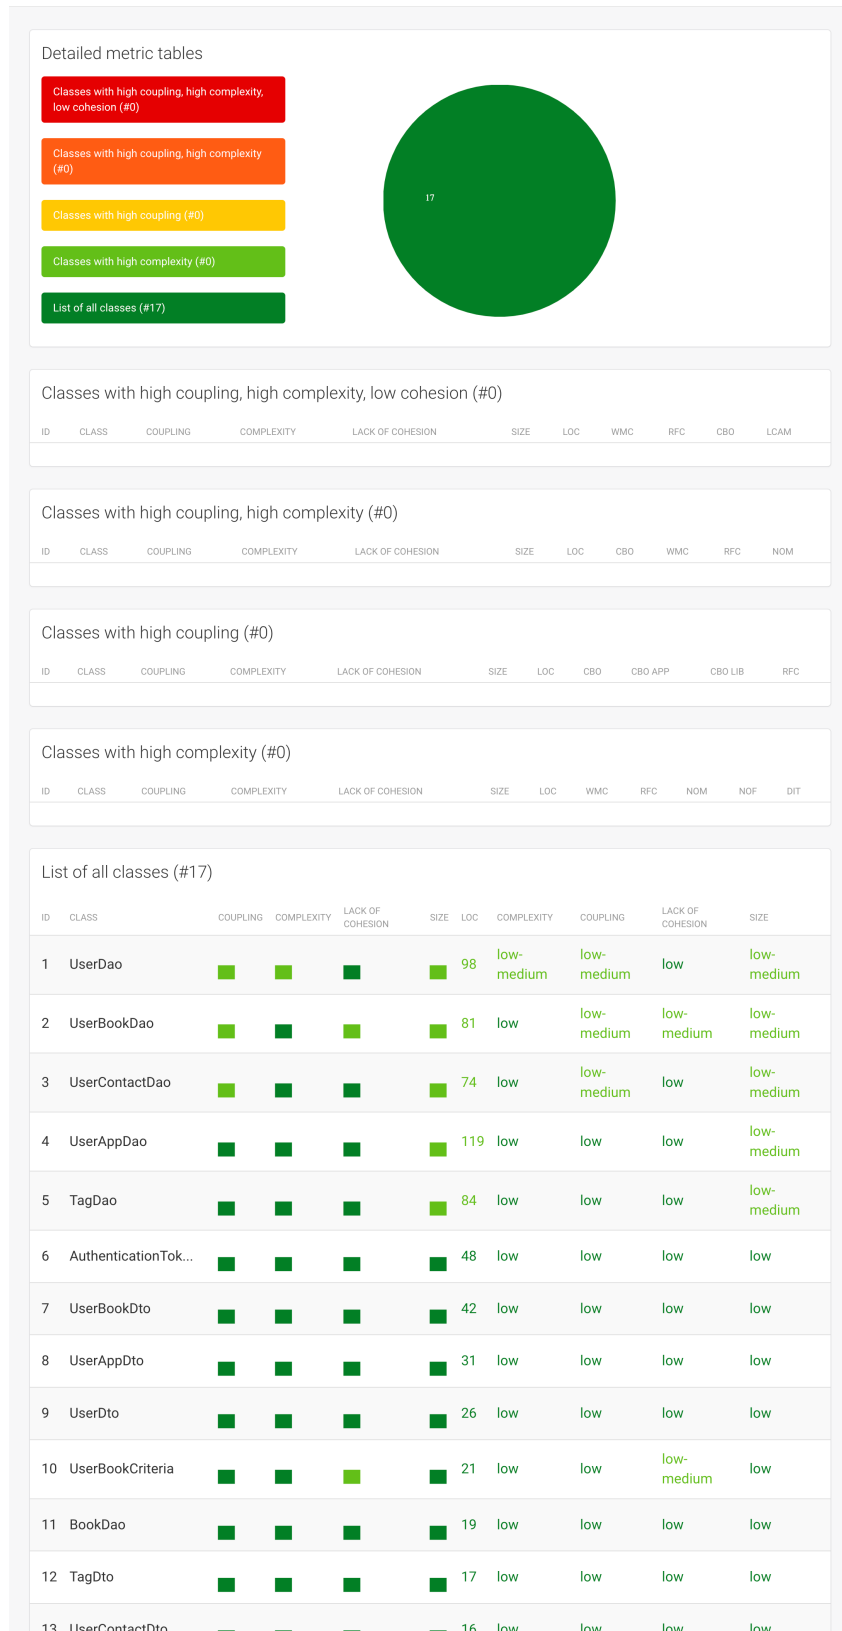 Detailed metric tables
Classes with high coupling, high complexity,
low cohesion (#0)
Classes with high coupling, high complexity
(#0)
Classes with high coupling (#0)
Classes with high complexity (#0)
List of all classes (#17)
17
Classes with high coupling, high complexity, low cohesion (#0)
ID CLASS COUPLING COMPLEXITY LACK OF COHESION SIZE LOC WMC RFC CBO LCAM
Classes with high coupling, high complexity (#0)
ID CLASS COUPLING COMPLEXITY LACK OF COHESION SIZE LOC CBO WMC RFC NOM
Classes with high coupling (#0)
ID CLASS COUPLING COMPLEXITY LACK OF COHESION SIZE LOC CBO CBO APP CBO LIB RFC
Classes with high complexity (#0)
ID CLASS COUPLING COMPLEXITY LACK OF COHESION SIZE LOC WMC RFC NOM NOF DIT
List of all classes (#17)
ID CLASS COUPLING COMPLEXITY LACK OF COHESION SIZE LOC COMPLEXITY COUPLING LACK OF COHESION SIZE
1 UserDao 98 low-medium low-medium low low-medium
2 UserBookDao 81 low low-medium low-medium low-medium
3 UserContactDao 74 low low-medium low low-medium
4 UserAppDao 119 low low low low-medium
5 TagDao 84 low low low low-medium
6 AuthenticationTok... 48 low low low low
7 UserBookDto 42 low low low low
8 UserAppDto 31 low low low low
9 UserDto 26 low low low low
10 UserBookCriteria 21 low low low-medium low
11 BookDao 19 low low low low
12 TagDto 17 low low low low
13 UserContactDto 16 low low low low